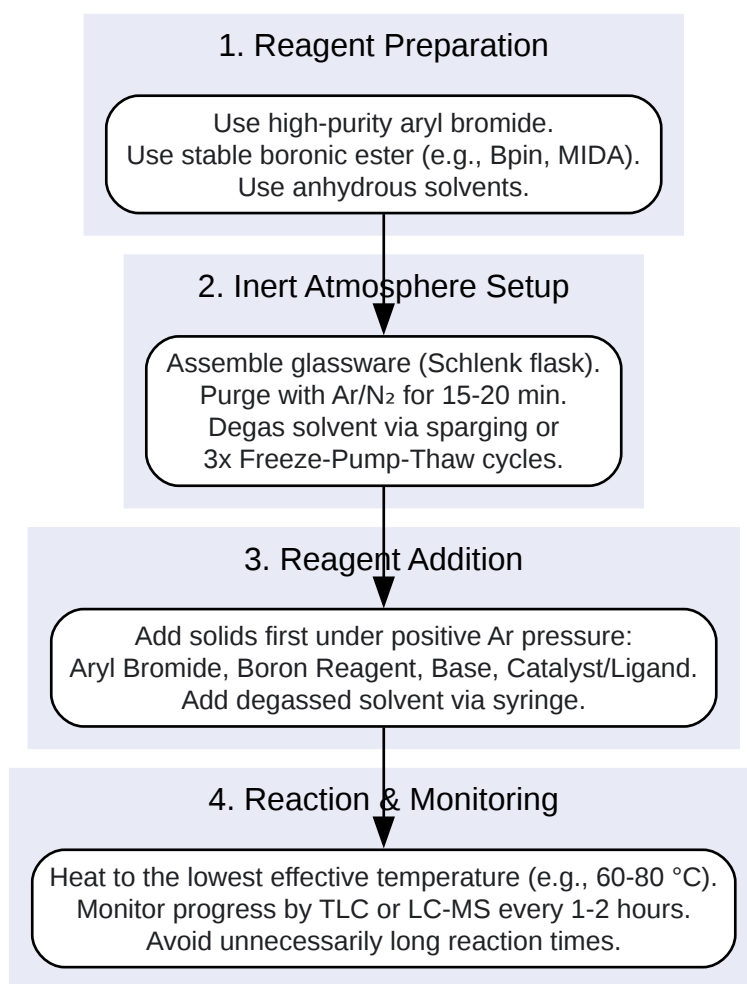 1. Reagent Preparation
Use high-purity aryl bromide.
Use stable boronic ester (e.g., Bpin, MIDA).
Use anhydrous solvents.
2. Inert Atmosphere Setup
Assemble glassware (Schlenk flask).
Purge with Ar/N₂ for 15-20 min.
Degas solvent via sparging or
3x Freeze-Pump-Thaw cycles.
3. Reagent Addition
Add solids first under positive Ar pressure:
Aryl Bromide, Boron Reagent, Base, Catalyst/Ligand.
Add degassed solvent via syringe.
4. Reaction & Monitoring
Heat to the lowest effective temperature (e.g., 60-80 °C).
Monitor progress by TLC or LC-MS every 1-2 hours.
Avoid unnecessarily long reaction times.